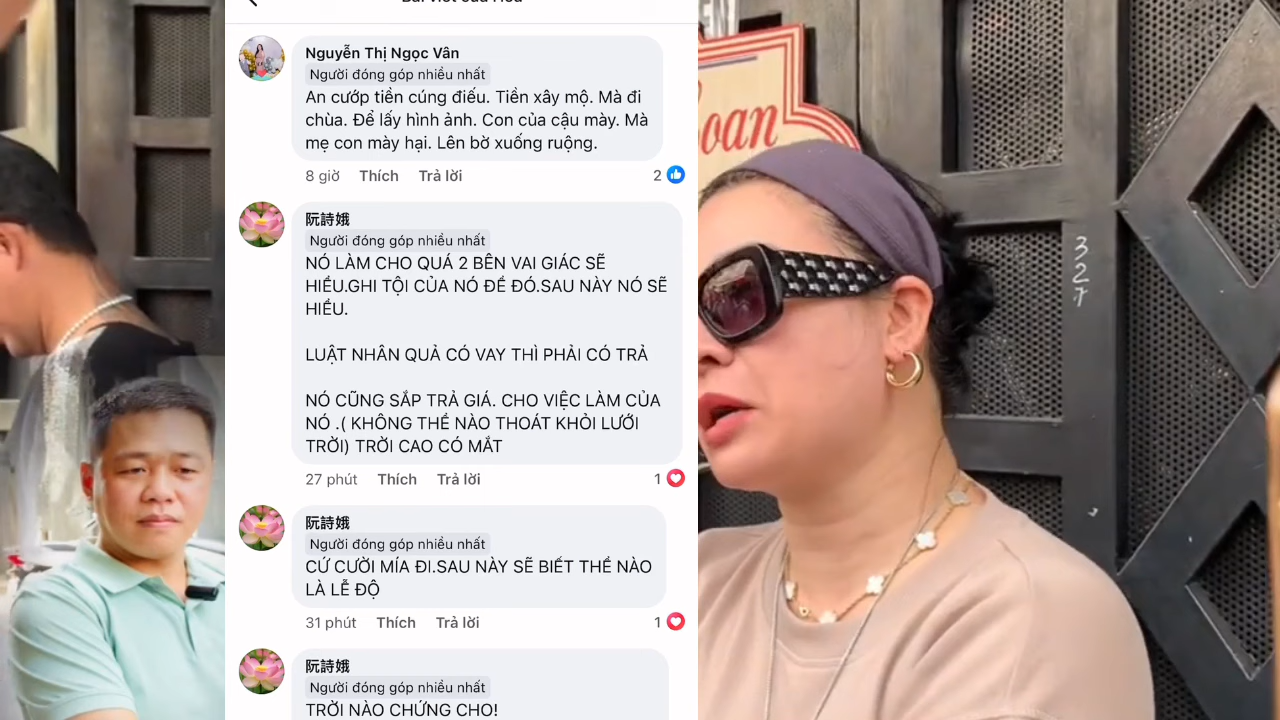 Nguyễn Thị Ngọc Vân
Người đóng góp nhiều nhất
An cướp tiền cúng điếu. Tiền xây mộ. Mà đi
chùa. Để lấy hình ảnh. Con của cậu mày. Mà
mẹ con mày hại. Lên bờ xuống ruộng.
8 giờ Thích Trả lời 2
阮詩娥
Người đóng góp nhiều nhất
NÓ LÀM CHO QUÁ 2 BÊN VAI GIÁC SẼ
HIỂU.GHI TỘI CỦA NÓ ĐỂ ĐÓ.SAU NÀY NÓ SẼ
HIỂU.
LUẬT NHÂN QUẢ CÓ VAY THÌ PHẢI CÓ TRẢ
NÓ CŨNG SẮP TRẢ GIÁ. CHO VIỆC LÀM CỦA
NÓ .( KHÔNG THỂ NÀO THOÁT KHỎI LƯỚI
TRỜI) TRỜI CAO CÓ MẮT
27 phút Thích Trả lời 1
阮詩娥
Người đóng góp nhiều nhất
CỨ CƯỜI MÍA ĐI.SAU NÀY SẼ BIẾT THẾ NÀO
LÀ LỄ ĐỘ
31 phút Thích Trả lời 1
阮詩娥
Người đóng góp nhiều nhất
TRỜI NÀO CHỨNG CHO!
oan
327